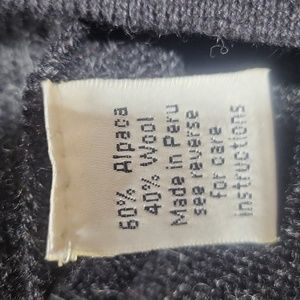 60% Alpaca
40% Wool
Made in Peru
see reverse
for care
instructions